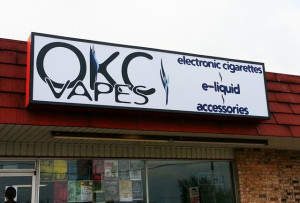 OKC
VAPES
electronic cigarettes
e-liquid
accessories